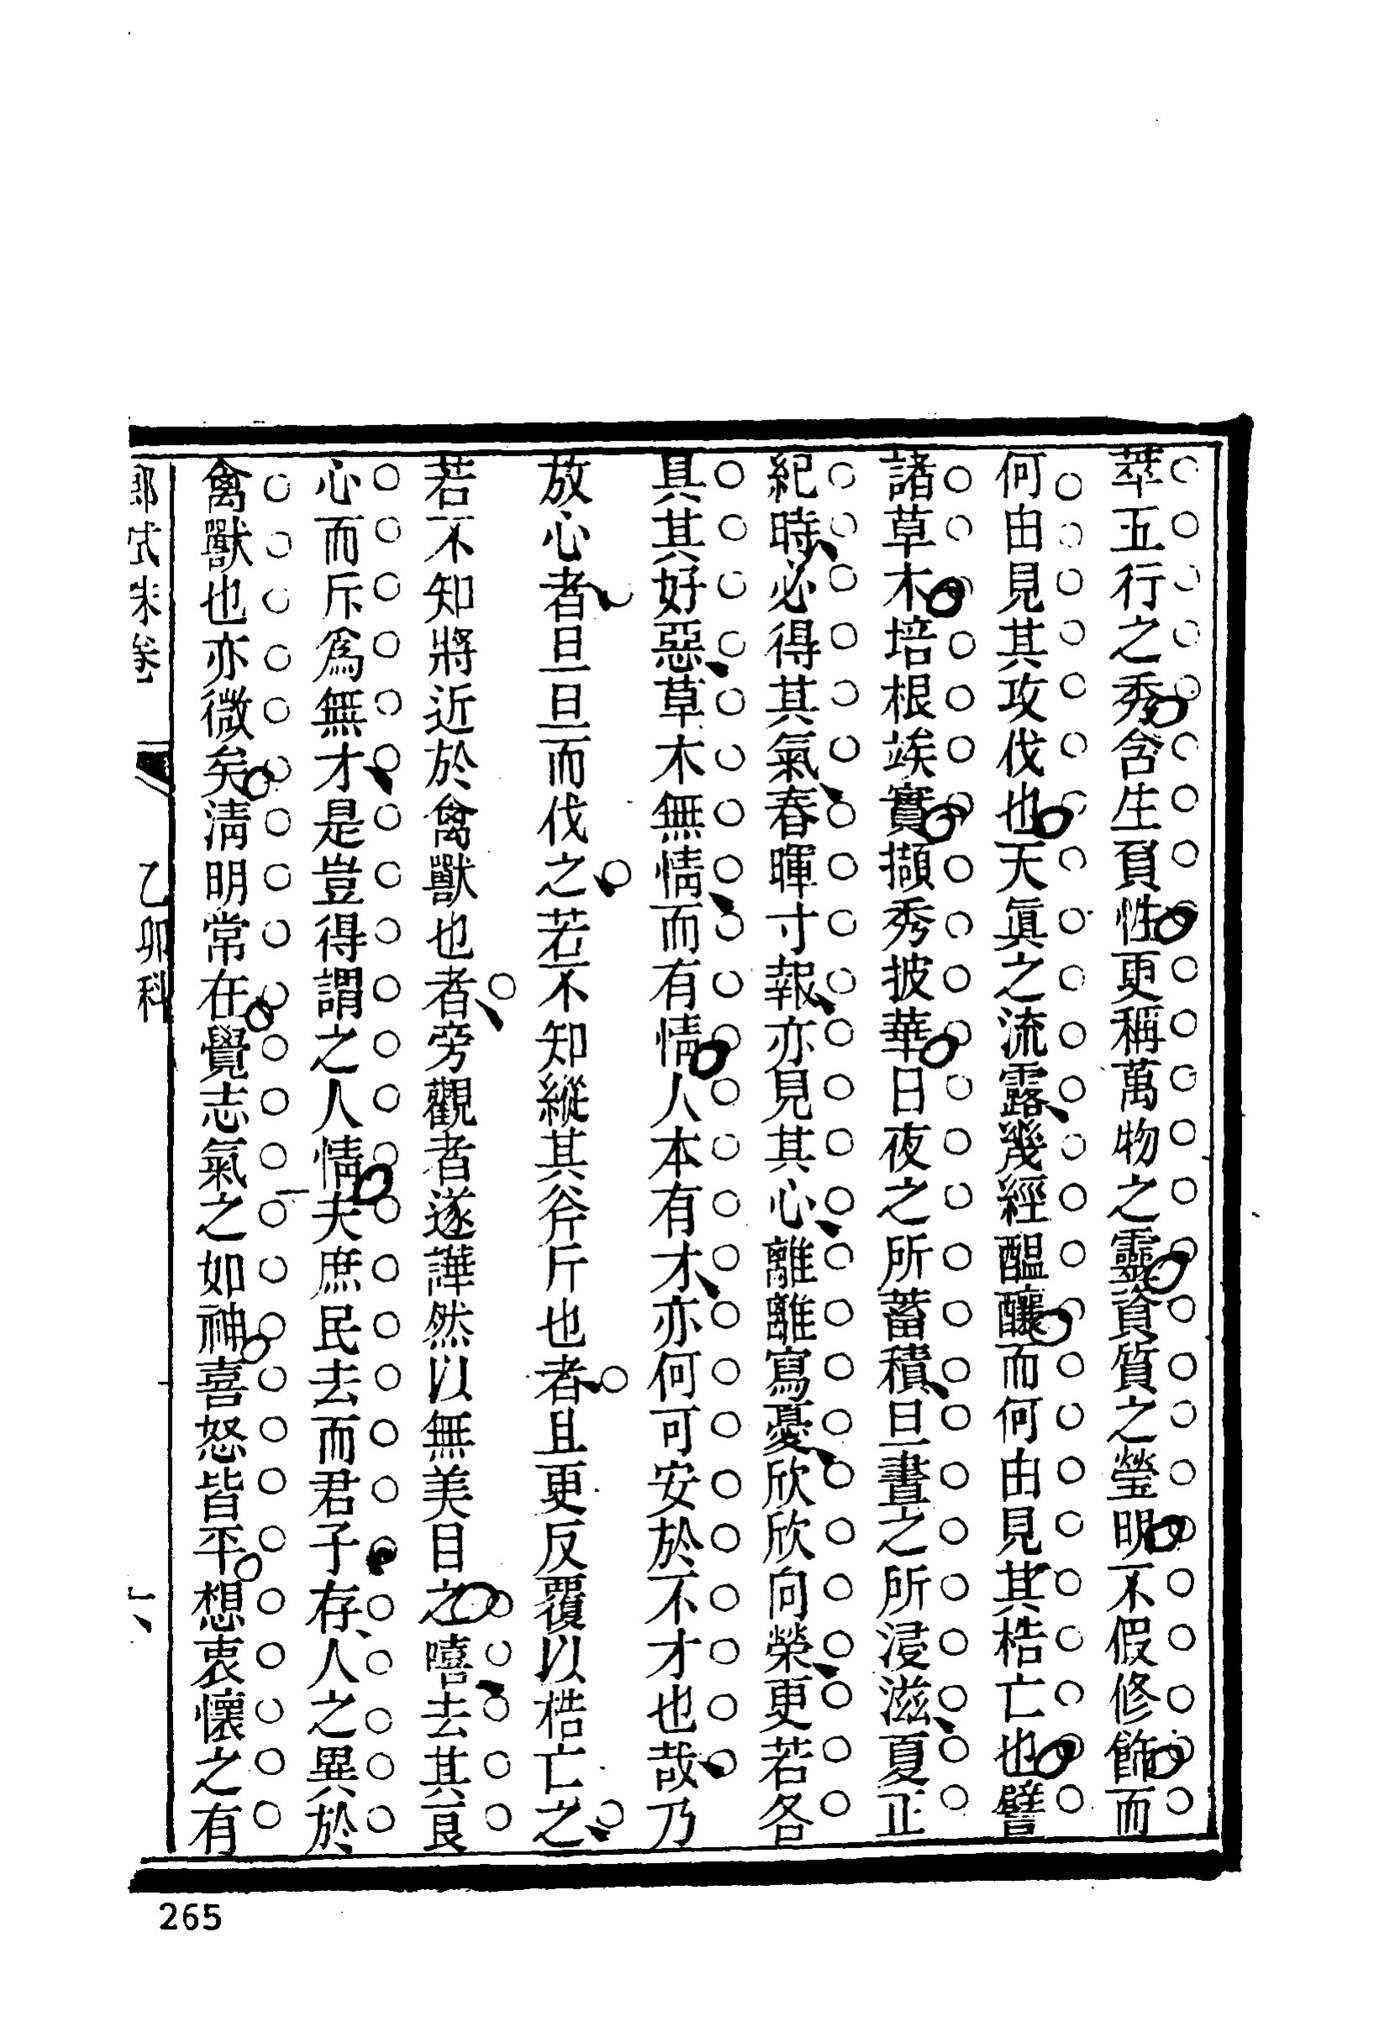 萃五行之秀含生負性更稱萬物之靈資質之瑩明不假修飾而
何由見其攻伐也天眞之流露幾經醞釀而何由見其梏亡也譬
諸草木培根竢實擷秀披華日夜之所蓄積旦晝之所浸滋夏正
紀時必得其氣春暉寸報亦見其心離離寫憂欣欣向榮更若各
具其好惡草木無情而有情人本有才亦何可安於不才也哉乃
放心者旦旦而伐之若不知縱其斧斤也者且更反覆以梏亡之
若不知將近於禽獸也者旁觀者遂譁然以無美目之嘻去其良
心而斥爲無才是豈得謂之人情夫庶民去而君子存人之異於
禽獸也亦微矣淸明常在覺志氣之如神喜怒皆平想衷懷之有
鄉試硃卷 乙卯科
265